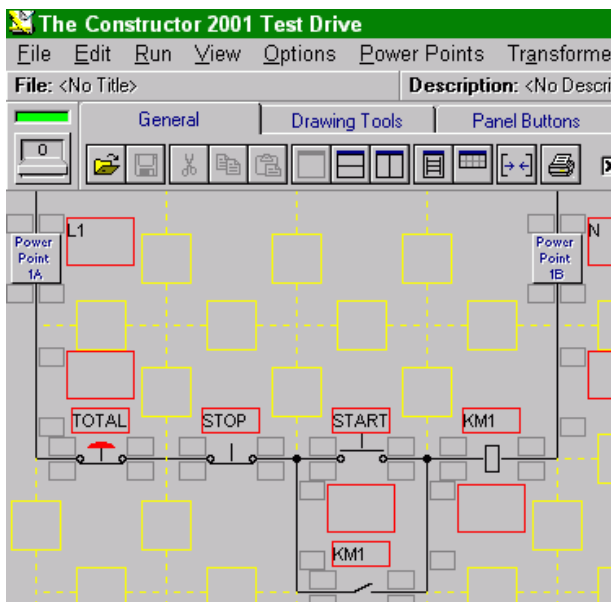 The Constructor 2001 Test Drive
File Edit Run View Options Power Points Transforme
File: <No Title> Description: <No Descri
General Drawing Tools Panel Buttons
0
L1 N
Power Point 1A
Power Point 1B
TOTAL STOP START KM1
KM1